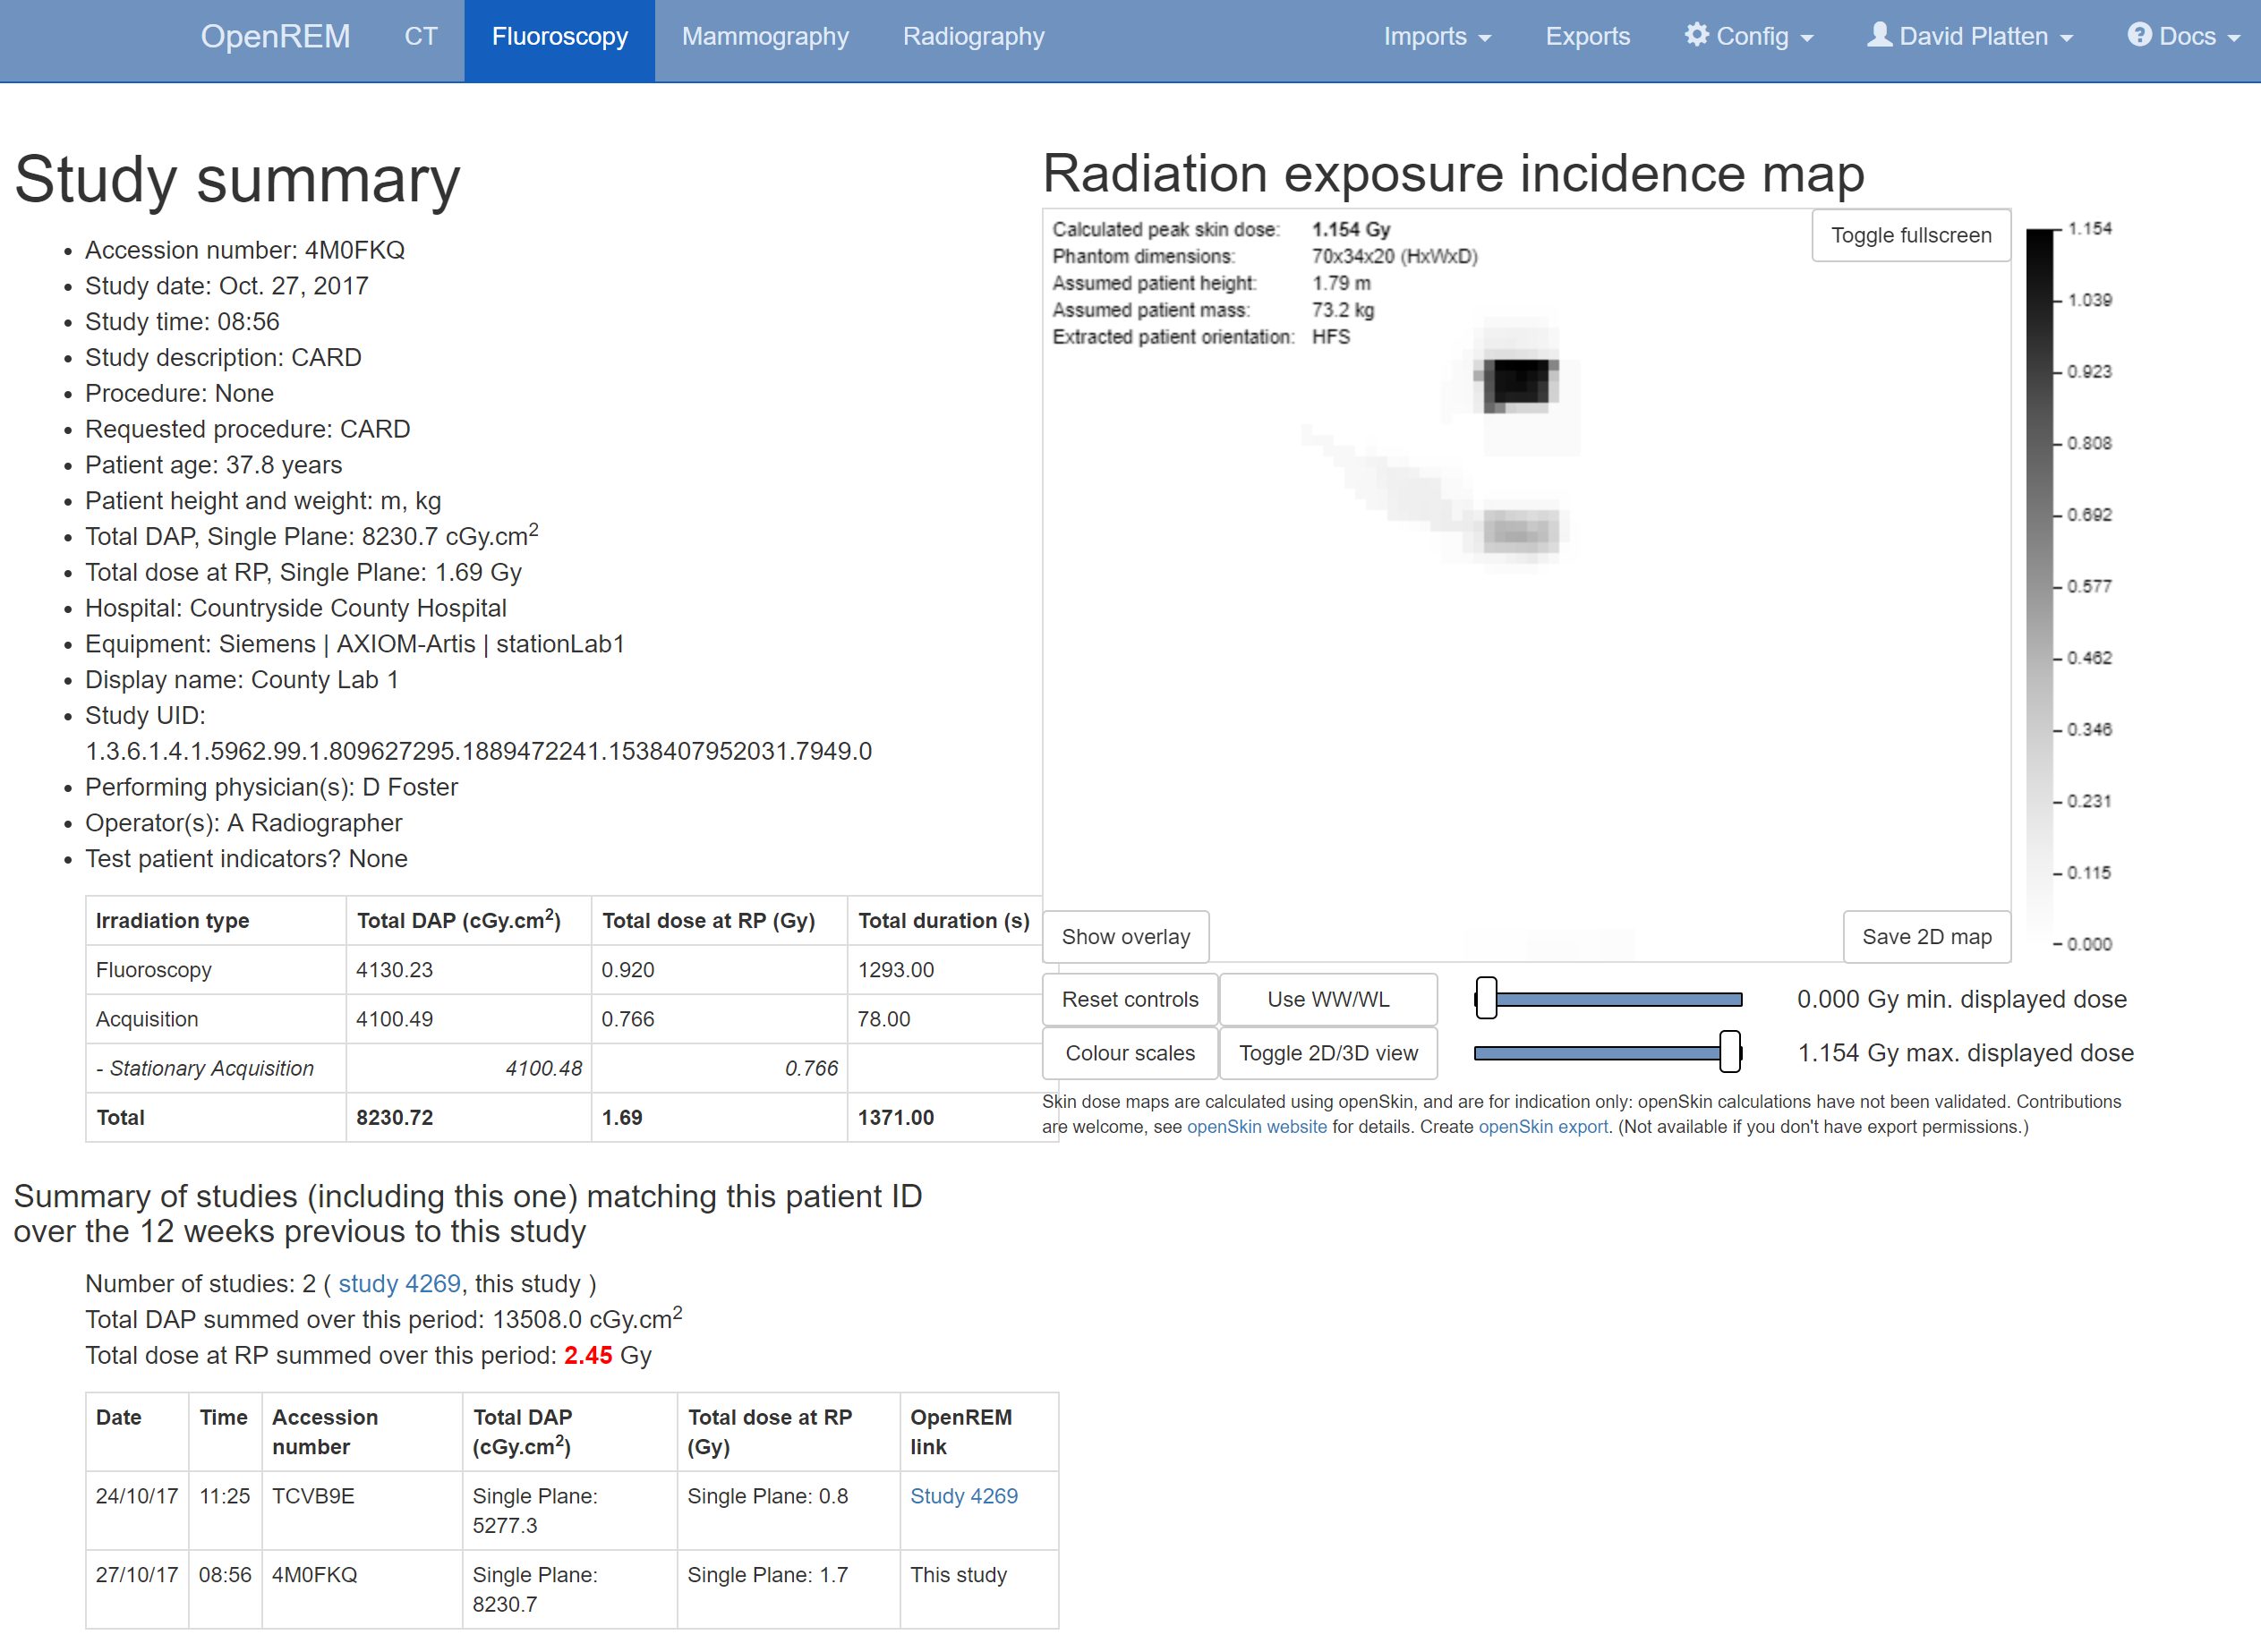 OpenREM CT Fluoroscopy Mammography Radiography Imports Exports Config David Platten Docs
Study summary
Accession number: 4M0FKQ
Study date: Oct. 27, 2017
Study time: 08:56
Study description: CARD
Procedure: None
Requested procedure: CARD
Patient age: 37.8 years
Patient height and weight: m, kg
Total DAP, Single Plane: 8230.7 cGy.cm2
Total dose at RP, Single Plane: 1.69 Gy
Hospital: Countryside County Hospital
Equipment: Siemens | AXIOM-Artis | stationLab1
Display name: County Lab 1
Study UID:
1.3.6.1.4.1.5962.99.1.809627295.1889472241.1538407952031.7949.0
Performing physician(s): D Foster
Operator(s): A Radiographer
Test patient indicators? None
Irradiation type Total DAP (cGy.cm2) Total dose at RP (Gy) Total duration (s)
Fluoroscopy 4130.23 0.920 1293.00
Acquisition 4100.49 0.766 78.00
- Stationary Acquisition 4100.48 0.766
Total 8230.72 1.69 1371.00
Radiation exposure incidence map
Calculated peak skin dose: 1.154 Gy
Phantom dimensions: 70x34x20 (HxWxD)
Assumed patient height: 1.79 m
Assumed patient mass: 73.2 kg
Extracted patient orientation: HFS
Toggle fullscreen
1.154
1.039
0.923
0.808
0.692
0.577
0.462
0.346
0.231
0.115
0.000
Show overlay
Save 2D map
Reset controls Use WW/WL 0.000 Gy min. displayed dose
Colour scales Toggle 2D/3D view 1.154 Gy max. displayed dose
Skin dose maps are calculated using openSkin, and are for indication only: openSkin calculations have not been validated. Contributions
are welcome, see openSkin website for details. Create openSkin export. (Not available if you don't have export permissions.)
Summary of studies (including this one) matching this patient ID
over the 12 weeks previous to this study
Number of studies: 2 ( study 4269, this study )
Total DAP summed over this period: 13508.0 cGy.cm2
Total dose at RP summed over this period: 2.45 Gy
Date Time Accession number Total DAP (cGy.cm2) Total dose at RP (Gy) OpenREM link
24/10/17 11:25 TCVB9E Single Plane: 5277.3 Single Plane: 0.8 Study 4269
27/10/17 08:56 4M0FKQ Single Plane: 8230.7 Single Plane: 1.7 This study